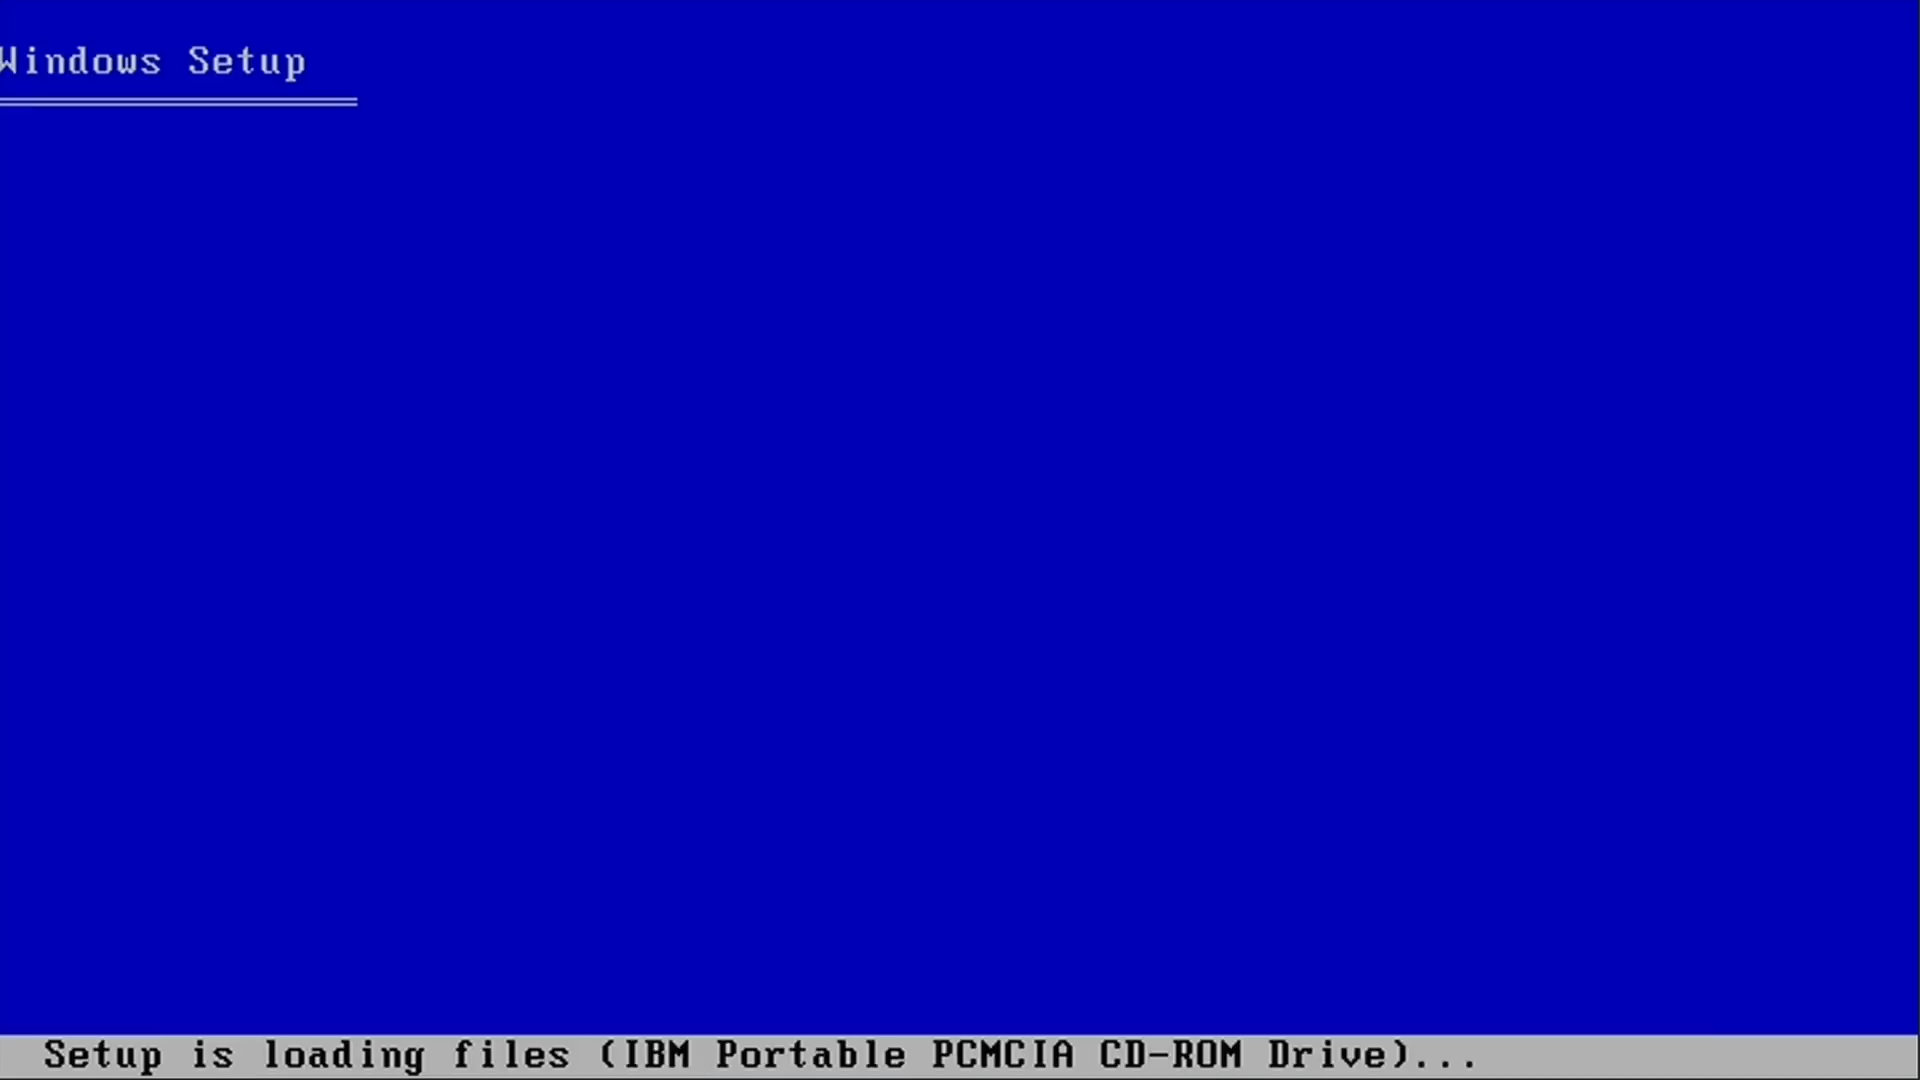 Windows Setup
Setup is loading files (IBM Portable PCMCIA CD-ROM Drive)...